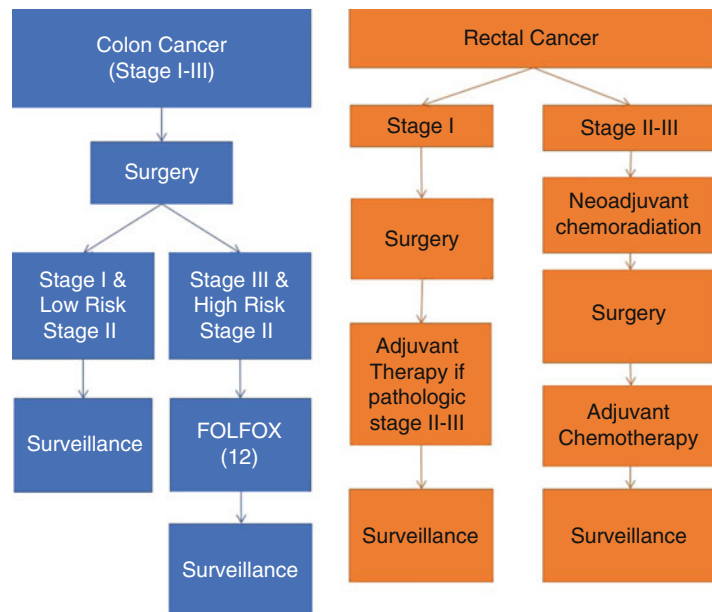 Colon Cancer
(Stage I-III)
Surgery
Stage I &
Low Risk
Stage II
Stage III &
High Risk
Stage II
Surveillance
FOLFOX
(12)
Surveillance
Rectal Cancer
Stage I
Stage II-III
Surgery
Neoadjuvant
chemoradiation
Surgery
Adjuvant
Therapy if
pathologic
stage II-III
Adjuvant
Chemotherapy
Surveillance
Surveillance